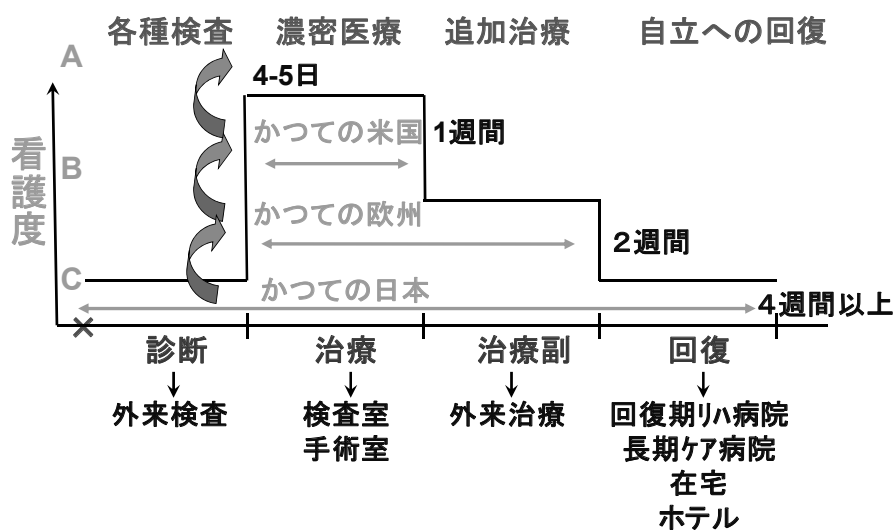 各種検査
濃密医療
追加治療
自立への回復
A
4-5日
かつての米国
1週間
看護度
B
かつての欧州
2週間
C
かつての日本
4週間以上
診断
治療
治療副
回復
外来検査
検査室
手術室
外来治療
回復期リハ病院
長期ケア病院
在宅
ホテル